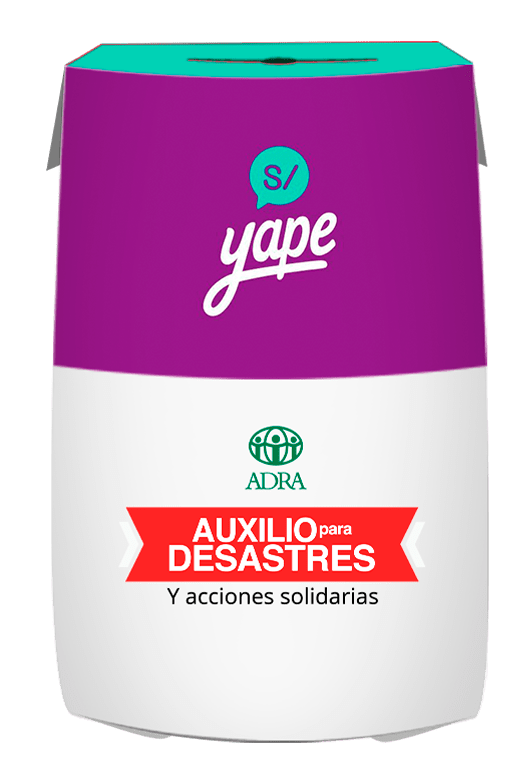 S/
yape
ADRA
AUXILIO para
DESASTRES
Y acciones solidarias